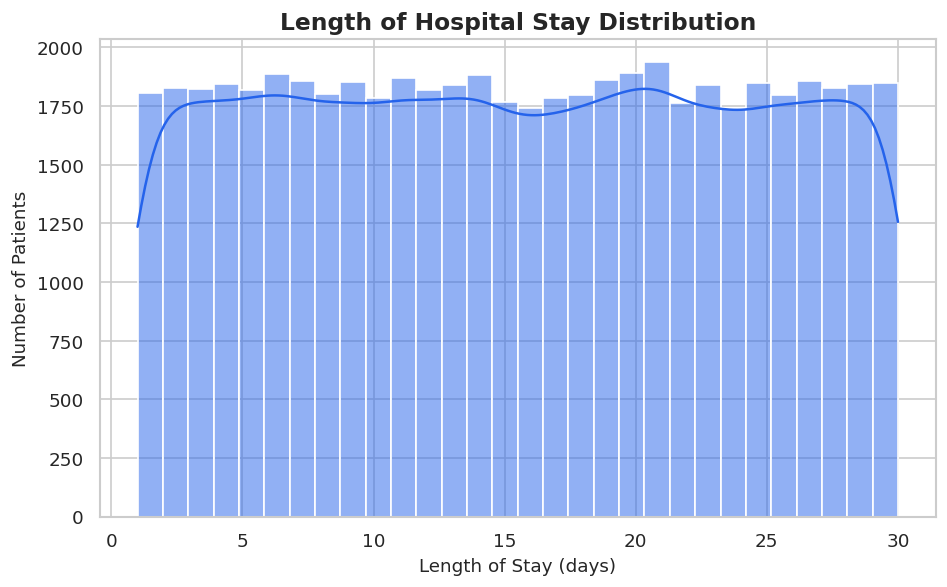 Length of Hospital Stay Distribution
2000
1750
1500
1250
1000
750
500
250
0
Number of Patients
0 5 10 15 20 25 30
Length of Stay (days)